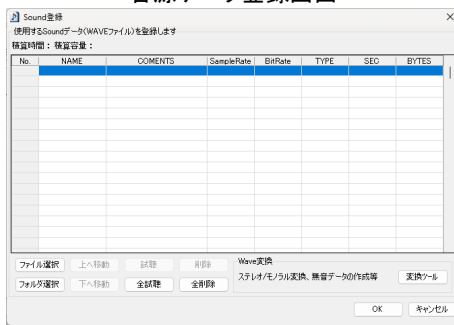 音源データ登録画面
Sound登録
使用するSoundデータ(WAVEファイル)を登録します
積算時間： 積算容量：
No. NAME COMENTS SampleRate BitRate TYPE SEC BYTES
ファイル選択 上へ移動 試聴 削除 Wave変換
ステレオ/モノラル変換、無音データの作成等 変換ツール
フォルダ選択 下へ移動 全試聴 全削除
OK キャンセル